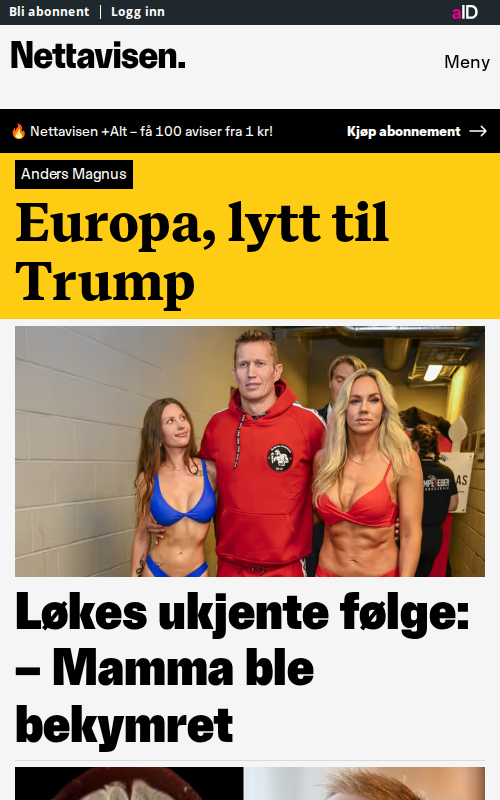 Bli abonnent
Logg inn
aID
Nettavisen.
Meny
Nettavisen +Alt – få 100 aviser fra 1 kr!
Kjøp abonnement
Anders Magnus
Europa, lytt til
Trump
Løkes ukjente følge:
– Mamma ble
bekymret